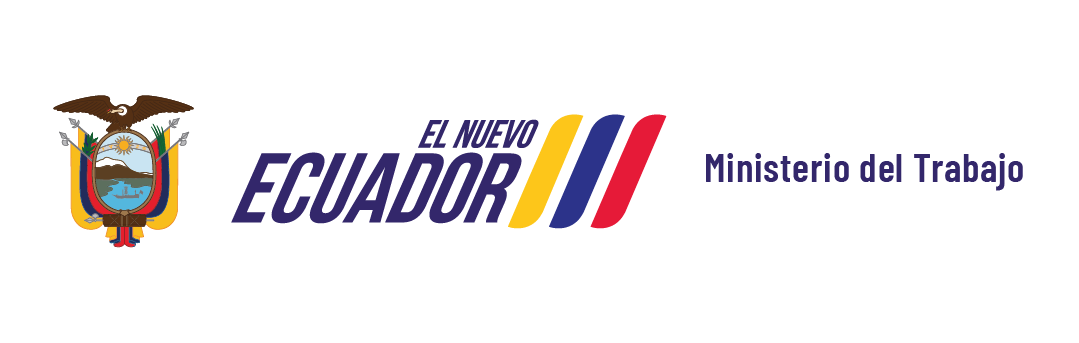 EL NUEVO
ECUADOR
Ministerio del Trabajo